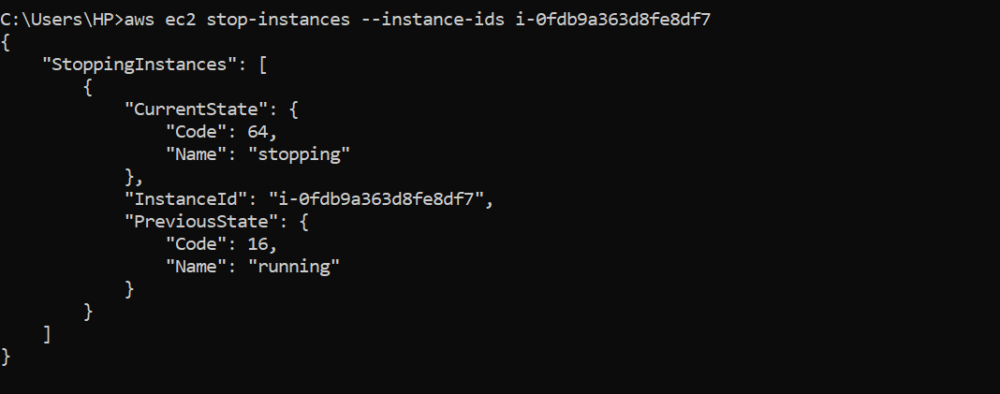 C:\Users\HP>aws ec2 stop-instances --instance-ids i-0fdb9a363d8fe8df7
{
    "StoppingInstances": [
        {
            "CurrentState": {
                "Code": 64,
                "Name": "stopping"
            },
            "InstanceId": "i-0fdb9a363d8fe8df7",
            "PreviousState": {
                "Code": 16,
                "Name": "running"
            }
        }
    ]
}